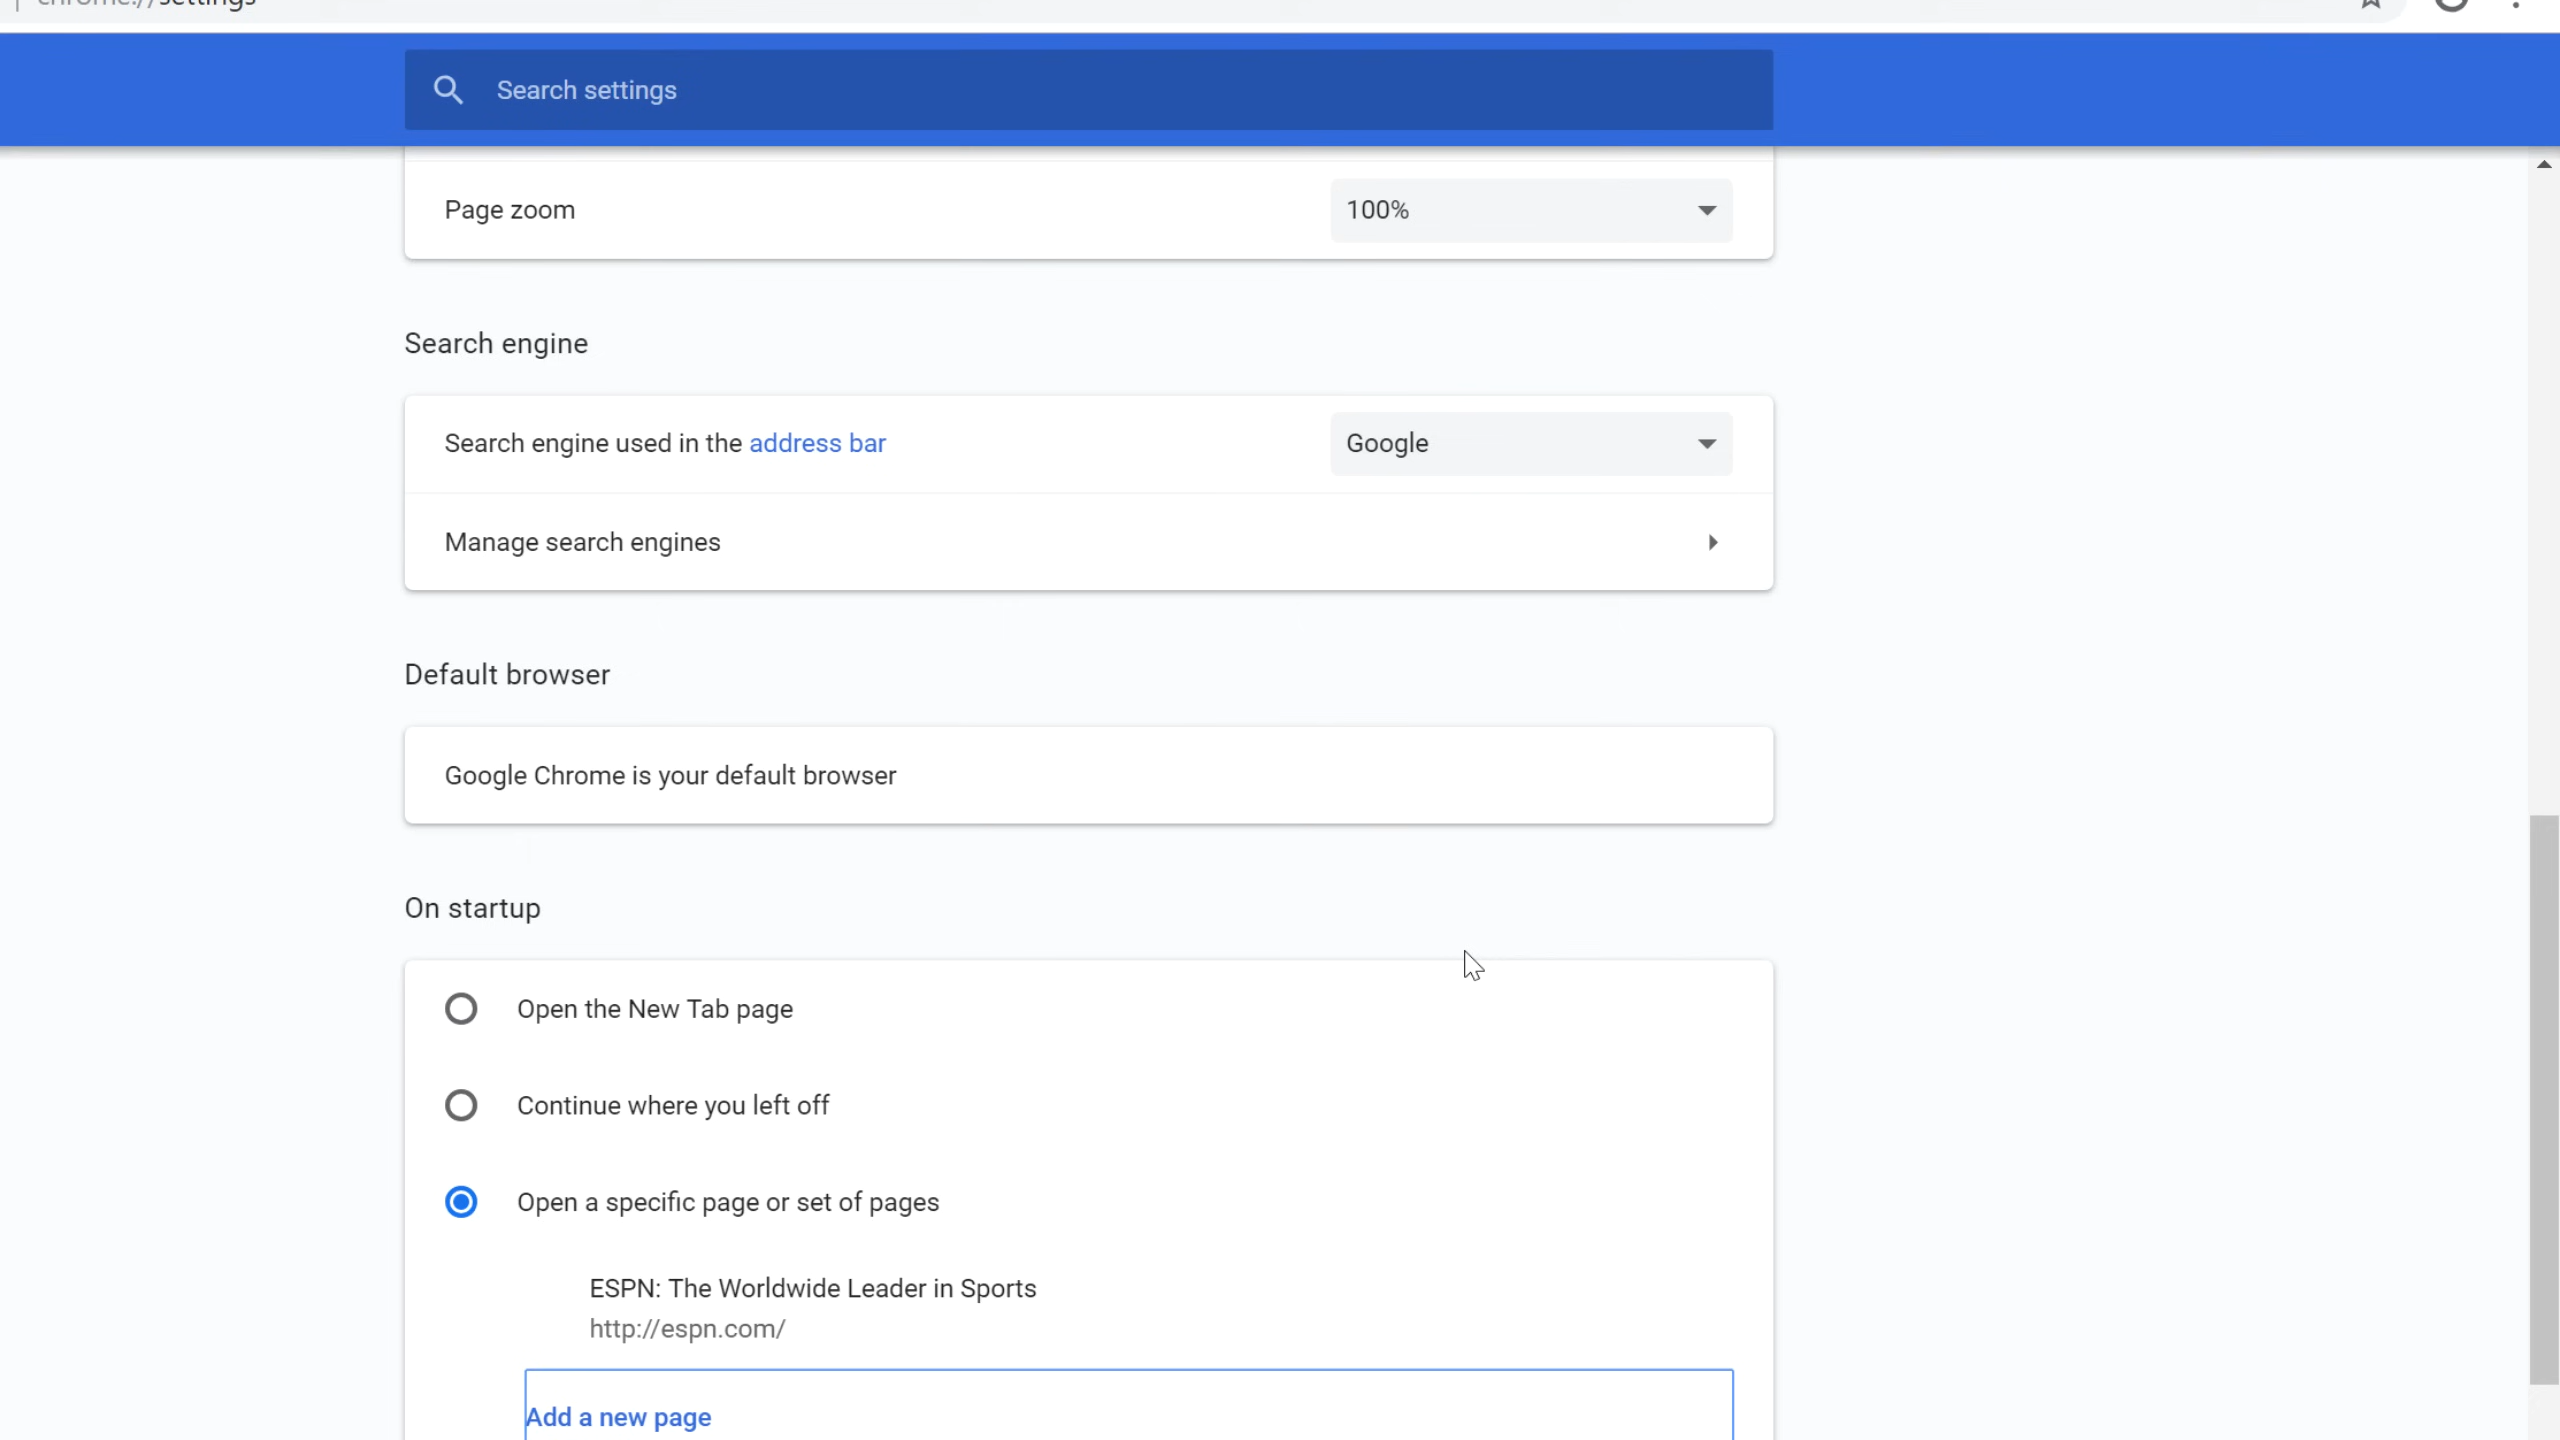 chrome://settings
Search settings
Page zoom
100%
Search engine
Search engine used in the address bar
Google
Manage search engines
Default browser
Google Chrome is your default browser
On startup
Open the New Tab page
Continue where you left off
Open a specific page or set of pages
ESPN: The Worldwide Leader in Sports
http://espn.com/
Add a new page